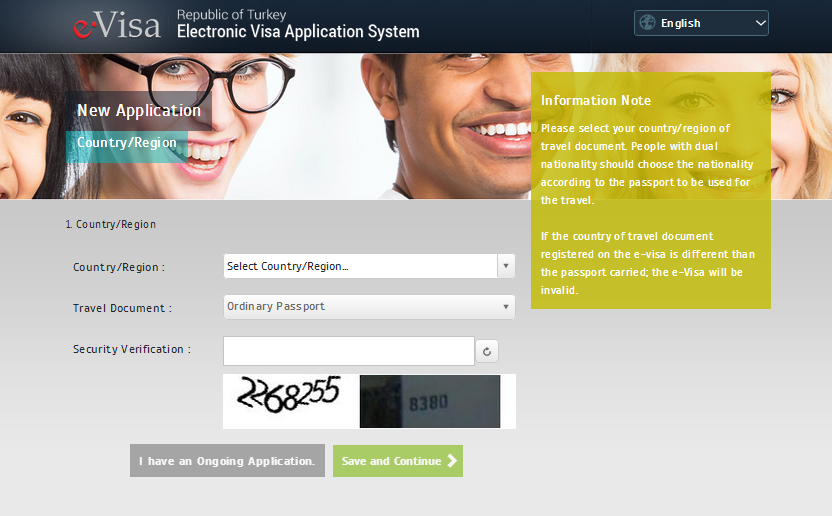 e-Visa
Republic of Turkey
Electronic Visa Application System
English
New Application
Country/Region
Information Note
Please select your country/region of
travel document. People with dual
nationality should choose the nationality
according to the passport to be used for
the travel.
If the country of travel document
registered on the e-visa is different than
the passport carried; the e-Visa will be
invalid.
1. Country/Region
Country/Region :
Select Country/Region...
Travel Document :
Ordinary Passport
Security Verification :
2268255
8380
I have an Ongoing Application.
Save and Continue